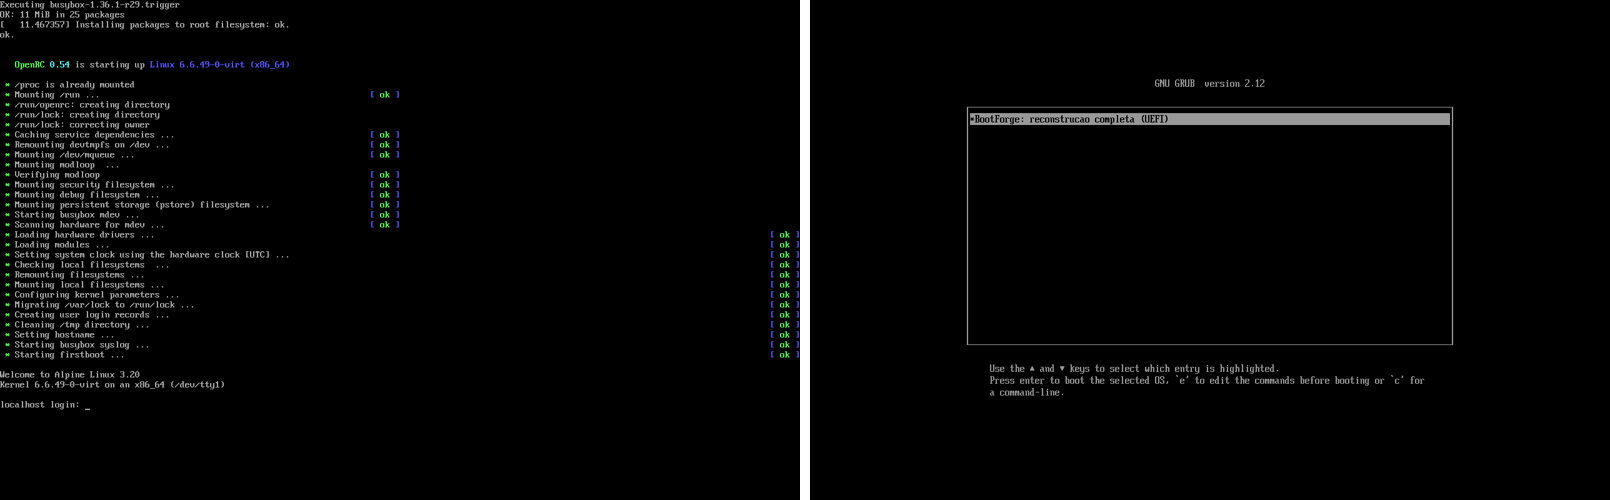 Executing busybox-1.36.1-r29.trigger
OK: 11 MiB in 25 packages
[   11.467357] Installing packages to root filesystem: ok.
ok.
OpenRC 0.54 is starting up Linux 6.6.49-0-virt (x86_64)
* /proc is already mounted
* Mounting /run ... [ ok ]
* /run/openrc: creating directory
* /run/lock: creating directory
* /run/lock: correcting owner
* Caching service dependencies ... [ ok ]
* Remounting devtmpfs on /dev ... [ ok ]
* Mounting /dev/mqueue ... [ ok ]
* Mounting modloop  ...
* Verifying modloop [ ok ]
* Mounting security filesystem ... [ ok ]
* Mounting debug filesystem ... [ ok ]
* Mounting persistent storage (pstore) filesystem ... [ ok ]
* Starting busybox mdev ... [ ok ]
* Scanning hardware for mdev ... [ ok ]
* Loading hardware drivers ... [ ok ]
* Loading modules ... [ ok ]
* Setting system clock using the hardware clock [UTC] ... [ ok ]
* Checking local filesystems  ... [ ok ]
* Remounting filesystems ... [ ok ]
* Mounting local filesystems ... [ ok ]
* Configuring kernel parameters ... [ ok ]
* Migrating /var/lock to /run/lock ... [ ok ]
* Creating user login records ... [ ok ]
* Cleaning /tmp directory ... [ ok ]
* Setting hostname ... [ ok ]
* Starting busybox syslog ... [ ok ]
* Starting firstboot ... [ ok ]
Welcome to Alpine Linux 3.20
Kernel 6.6.49-0-virt on an x86_64 (/dev/tty1)
localhost login: _
GNU GRUB  version 2.12
*BootForge: reconstrucao completa (UEFI)
Use the ▲ and ▼ keys to select which entry is highlighted.
Press enter to boot the selected OS, `e' to edit the commands before booting or `c' for
a command-line.